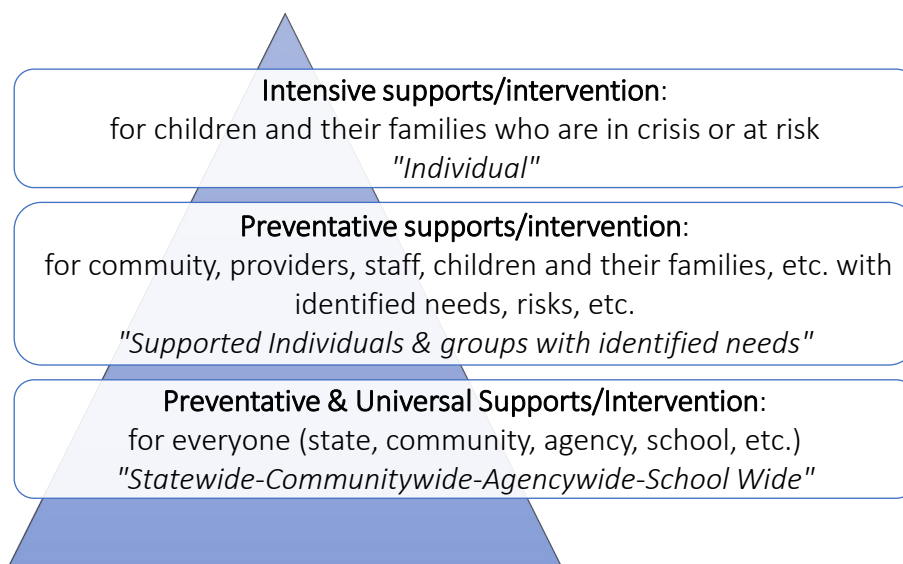 Intensive supports/intervention:
for children and their families who are in crisis or at risk
"Individual"
Preventative supports/intervention:
for commuity, providers, staff, children and their families, etc. with
identified needs, risks, etc.
"Supported Individuals & groups with identified needs"
Preventative & Universal Supports/Intervention:
for everyone (state, community, agency, school, etc.)
"Statewide-Communitywide-Agencywide-School Wide"